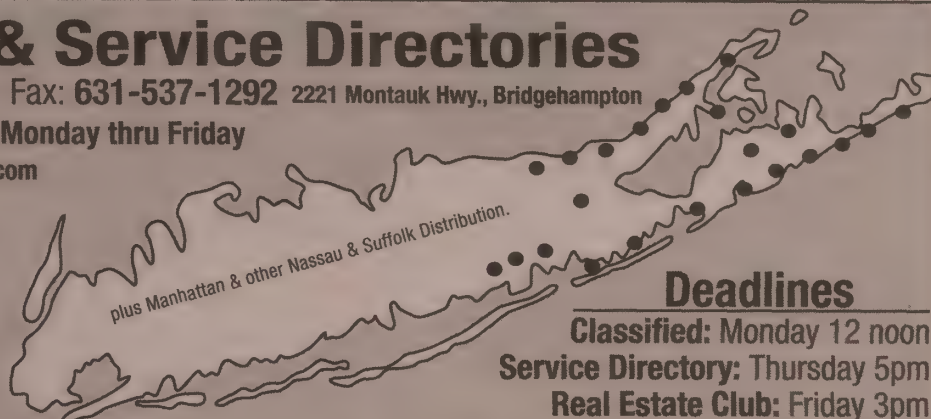 & Service Directories
Fax: 631-537-1292 2221 Montauk Hwy., Bridgehampton
Monday thru Friday
com
plus Manhattan & other Nassau & Suffolk Distribution.
Deadlines
Classified: Monday 12 noon
Service Directory: Thursday 5pm
Real Estate Club: Friday 3pm